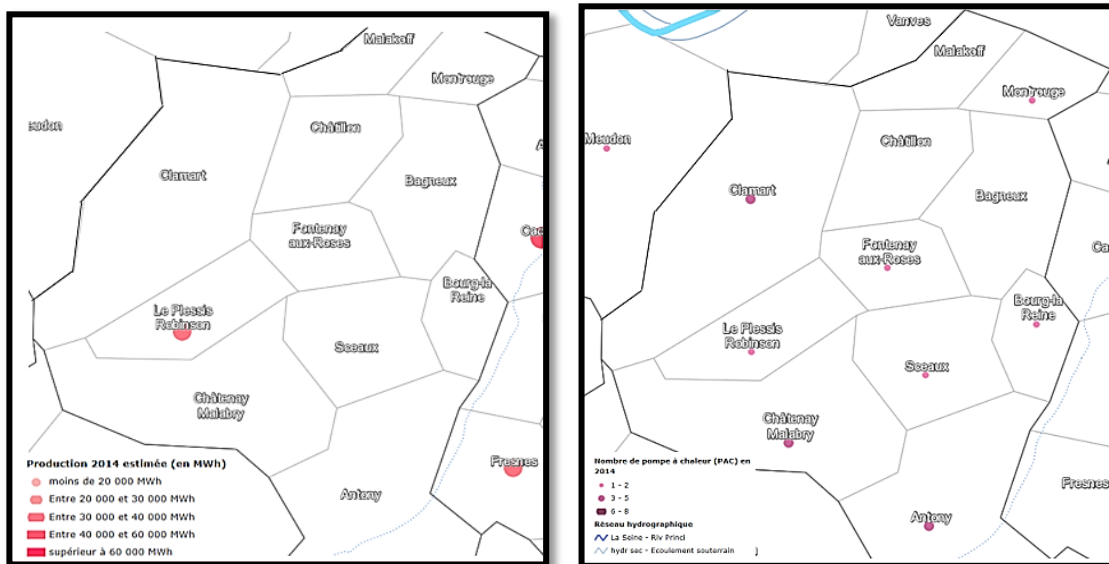 Malakoff
Montrouge
eudon
Châtillon
Clamart
Bagneux
Fontenay
aux-Roses
Bourg-la
Reine
Le Plessis
Robinson
Sceaux
Châtenay
Malabry
Production 2014 estimée (en MWh)
moins de 20 000 MWh
Entre 20 000 et 30 000 MWh
Entre 30 000 et 40 000 MWh
Entre 40 000 et 60 000 MWh
supérieur à 60 000 MWh
Fresnes
Antony
Vanves
Malakoff
Montrouge
Meudon
Châtillon
Clamart
Bagneux
Fontenay
aux-Roses
Ca
Bourg-la
Reine
Le Plessis
Robinson
Sceaux
Châtenay
Malabry
Nombre de pompe à chaleur (PAC) en
2014
1 - 2
3 - 5
6 - 8
Réseau hydrographique
La Seine - Riv Princi
hydr sec - Ecoulement souterrain
Fresnes
Antony